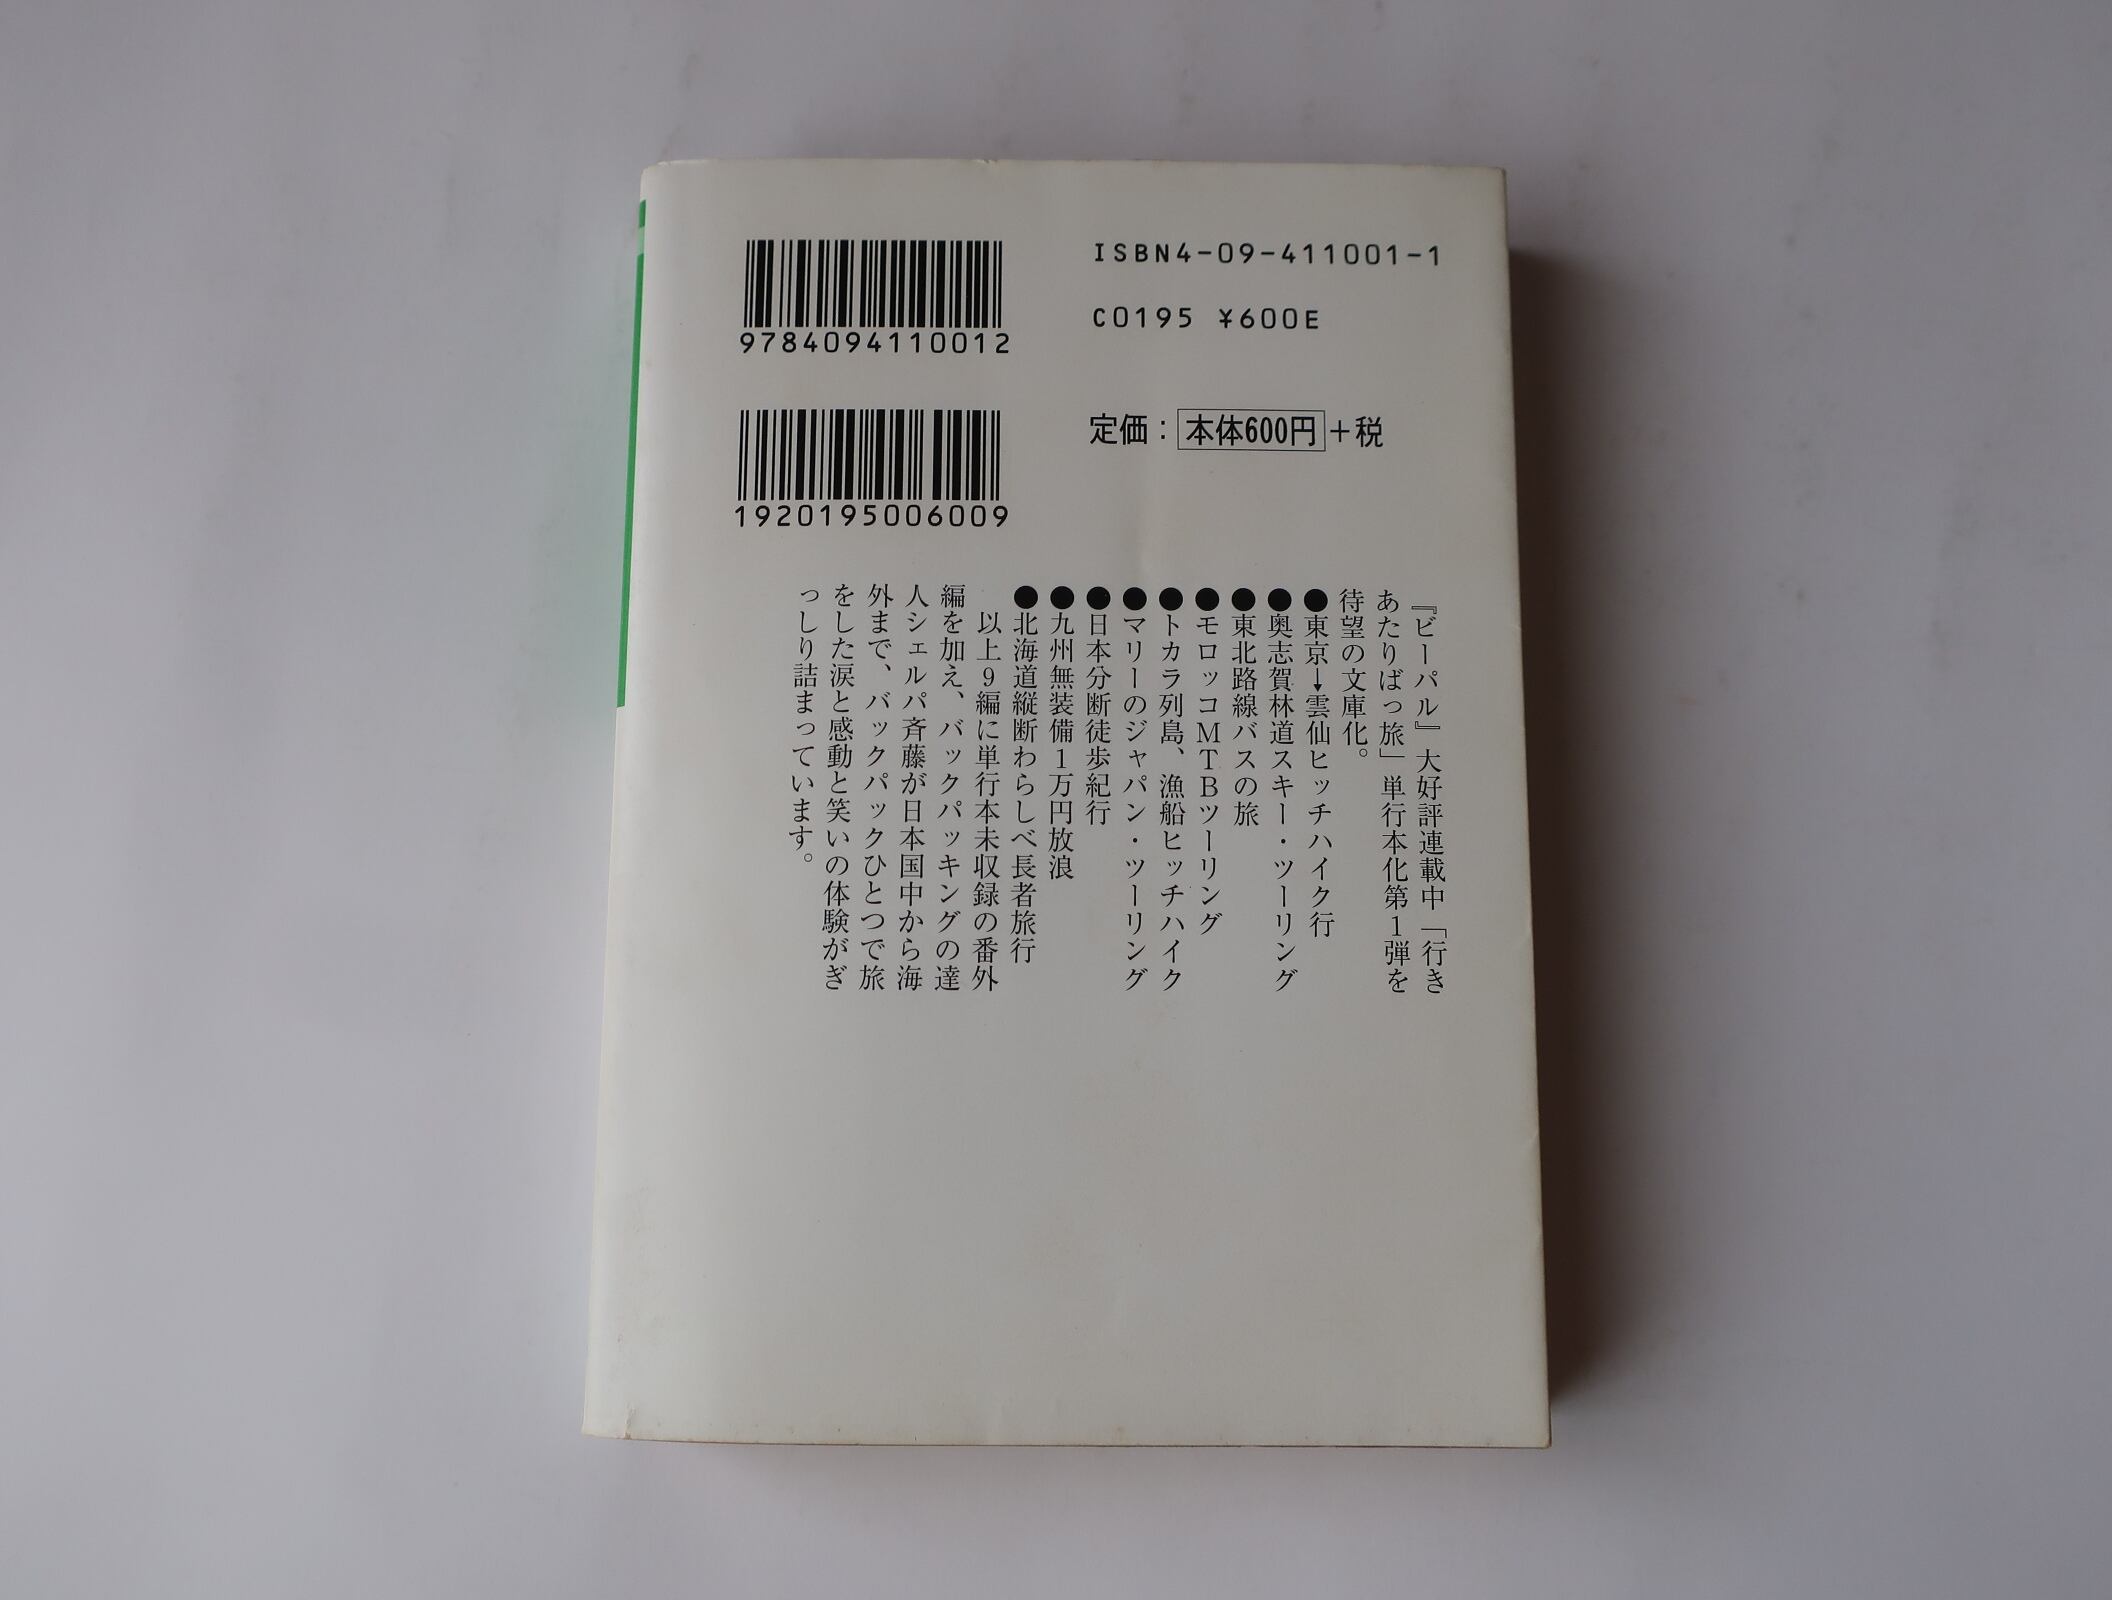 9784094110012
ISBN4-09-411001-1
C0195 ¥600E
1920195006009
定価：本体600円＋税
『ビーパル』大好評連載中「行き
あたりばっ旅」単行本化第1弾を
待望の文庫化。
●東京→雲仙ヒッチハイク行
●奥志賀林道スキー・ツーリング
●東北路線バスの旅
●モロッコMTBツーリング
●トカラ列島、漁船ヒッチハイク
●マリーのジャパン・ツーリング
●日本分断徒歩紀行
●九州無装備1万円放浪
●北海道縦断わらしべ長者旅行
以上9編に単行本未収録の番外
編を加え、バックパッキングの達
人シェルパ斉藤が日本国中から海
外まで、バックパックひとつで旅
をした涙と感動と笑いの体験がぎ
っしり詰まっています。